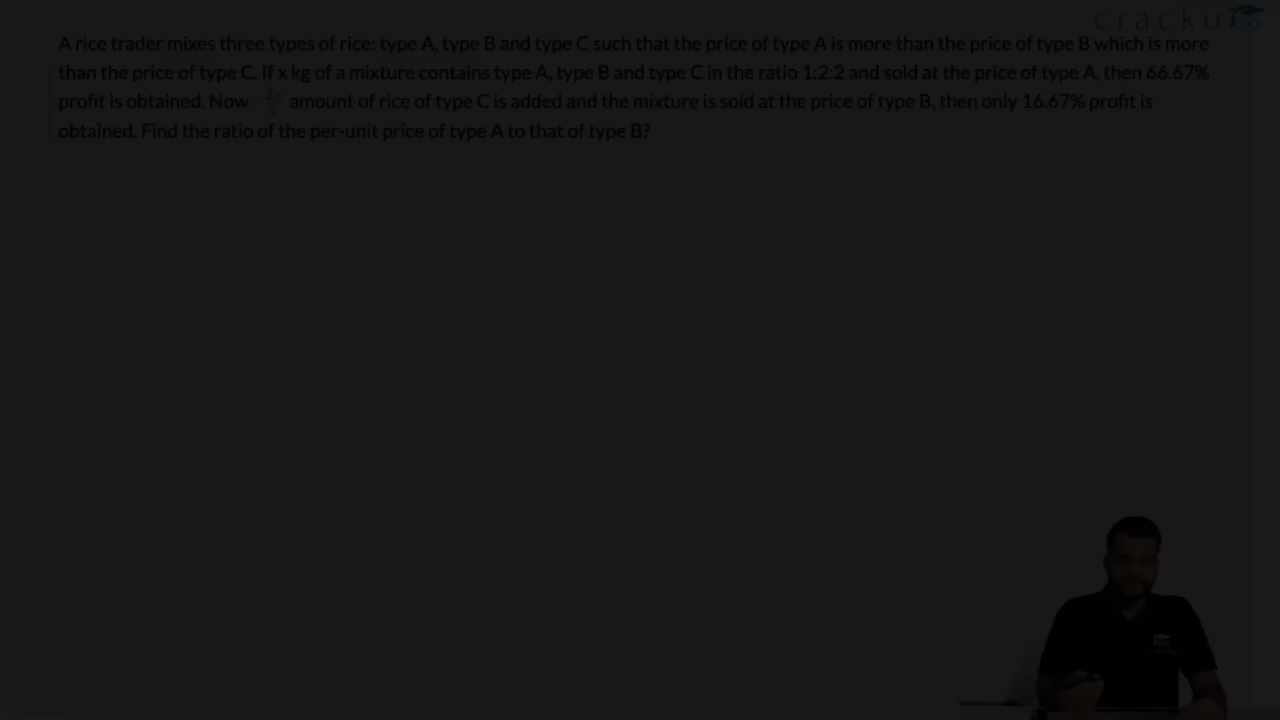 cracku
A rice trader mixes three types of rice: type A, type B and type C such that the price of type A is more than the price of type B which is more
than the price of type C. If x kg of a mixture contains type A, type B and type C in the ratio 1:2:2 and sold at the price of type A, then 66.67%
profit is obtained. Now amount of rice of type C is added and the mixture is sold at the price of type B, then only 16.67% profit is
obtained. Find the ratio of the per-unit price of type A to that of type B?